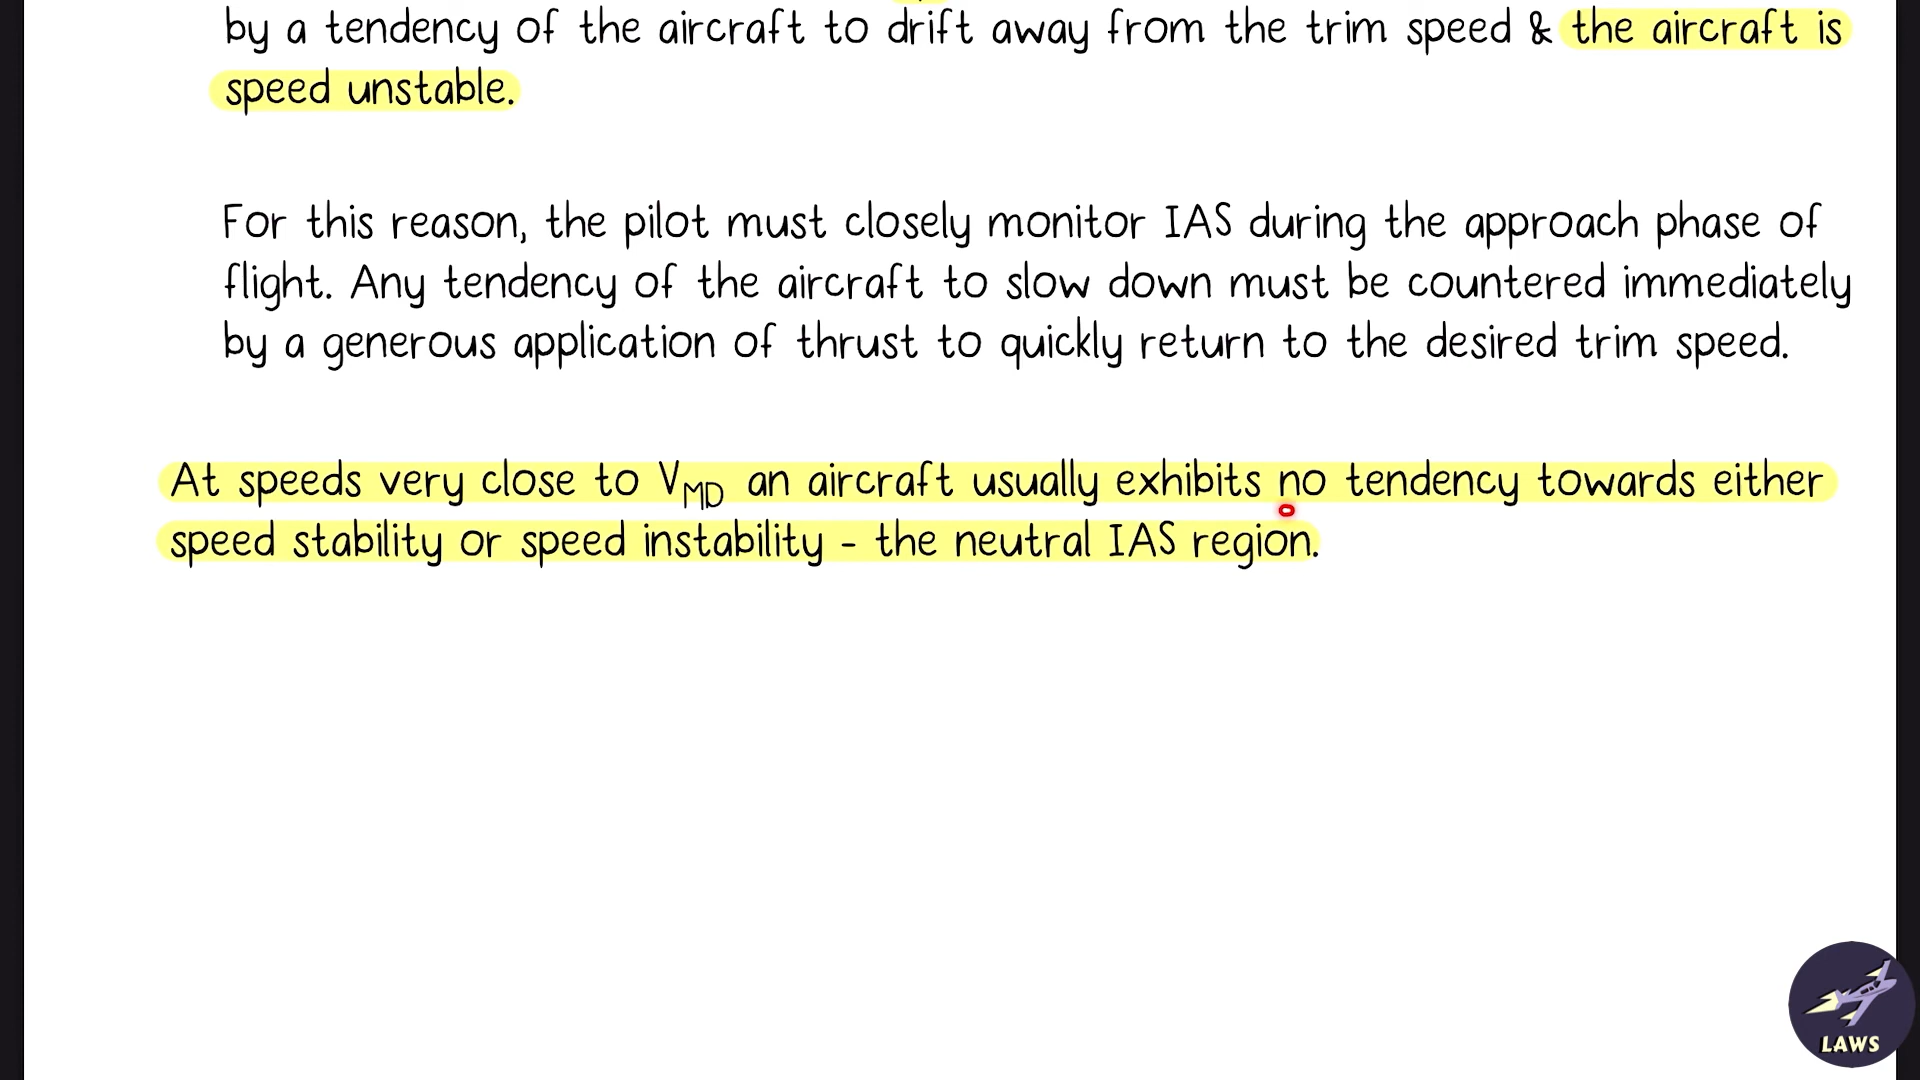 by a tendency of the aircraft to drift away from the trim speed & the aircraft is
speed unstable.
For this reason, the pilot must closely monitor IAS during the approach phase of
flight. Any tendency of the aircraft to slow down must be countered immediately
by a generous application of thrust to quickly return to the desired trim speed.
At speeds very close to VMD an aircraft usually exhibits no tendency towards either
speed stability or speed instability - the neutral IAS region.
LAWS